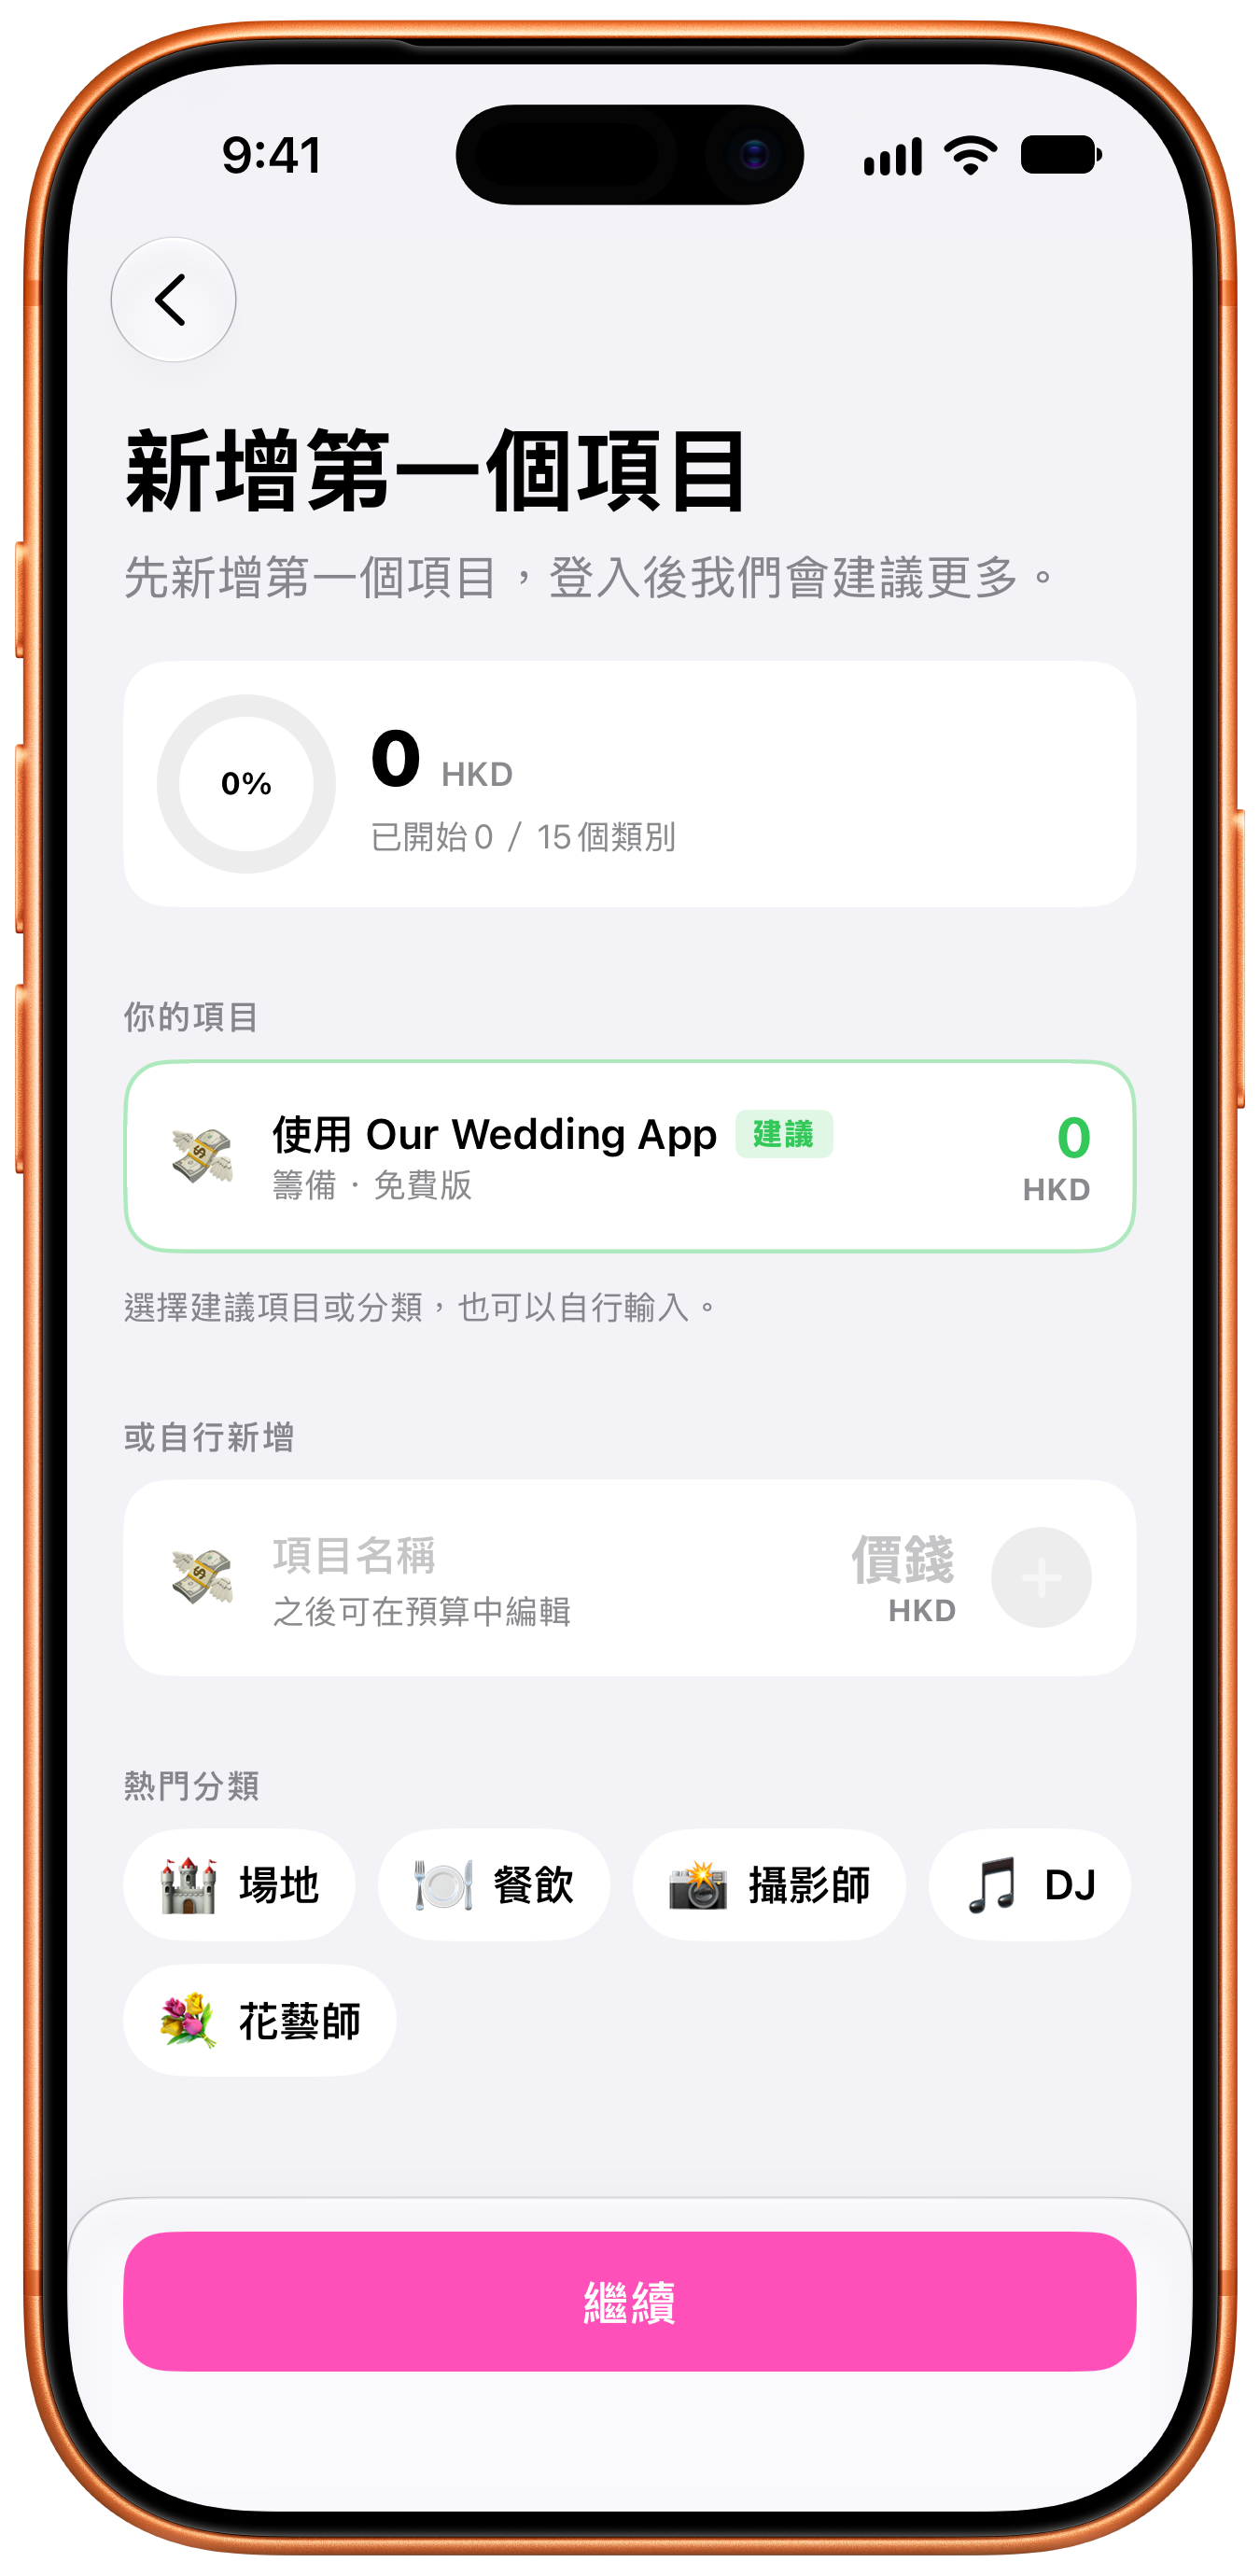 9:41
新增第一個項目
先新增第一個項目，登入後我們會建議更多。
0%
0 HKD
已開始 0 / 15 個類別
你的項目
使用 Our Wedding App 建議
籌備 · 免費版
0
HKD
選擇建議項目或分類，也可以自行輸入。
或自行新增
項目名稱
之後可在預算中編輯
價錢
HKD
熱門分類
場地
餐飲
攝影師
DJ
花藝師
繼續